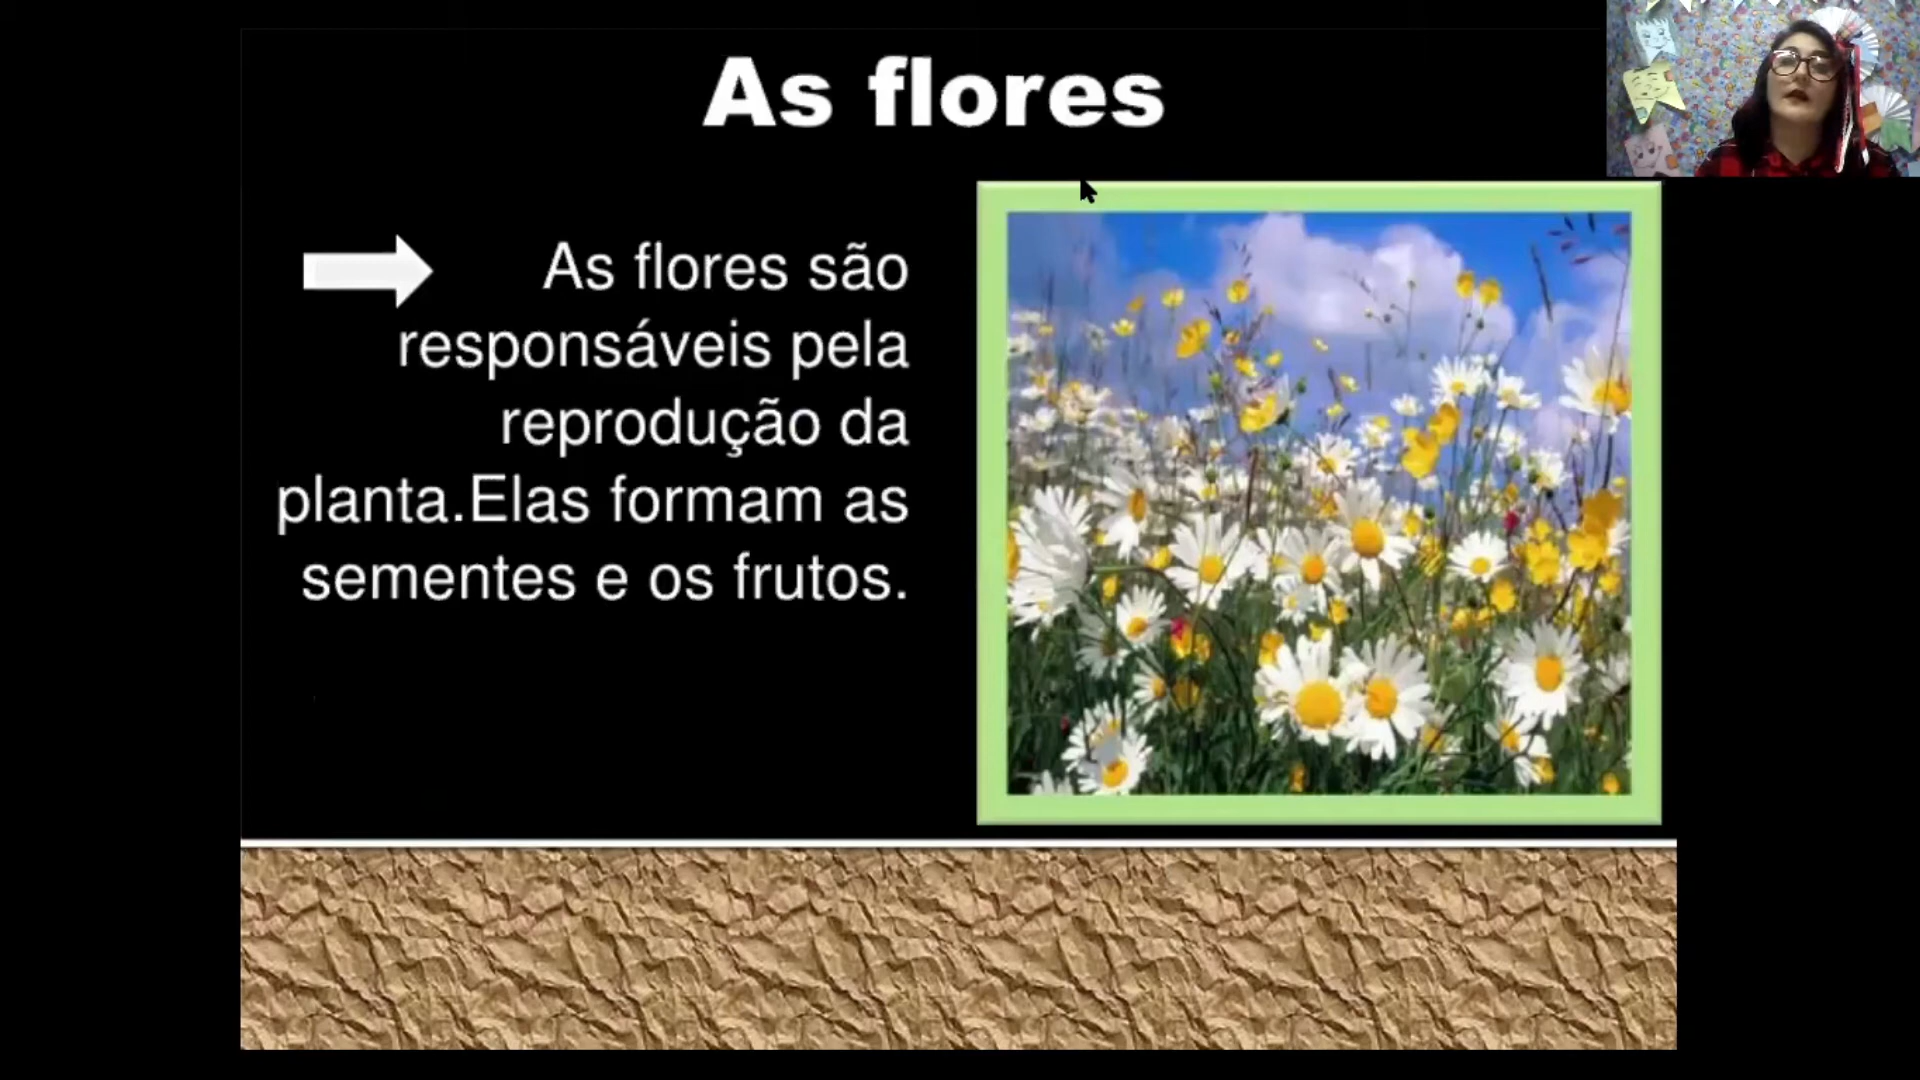 As flores
As flores são
responsáveis pela
reprodução da
planta.Elas formam as
sementes e os frutos.